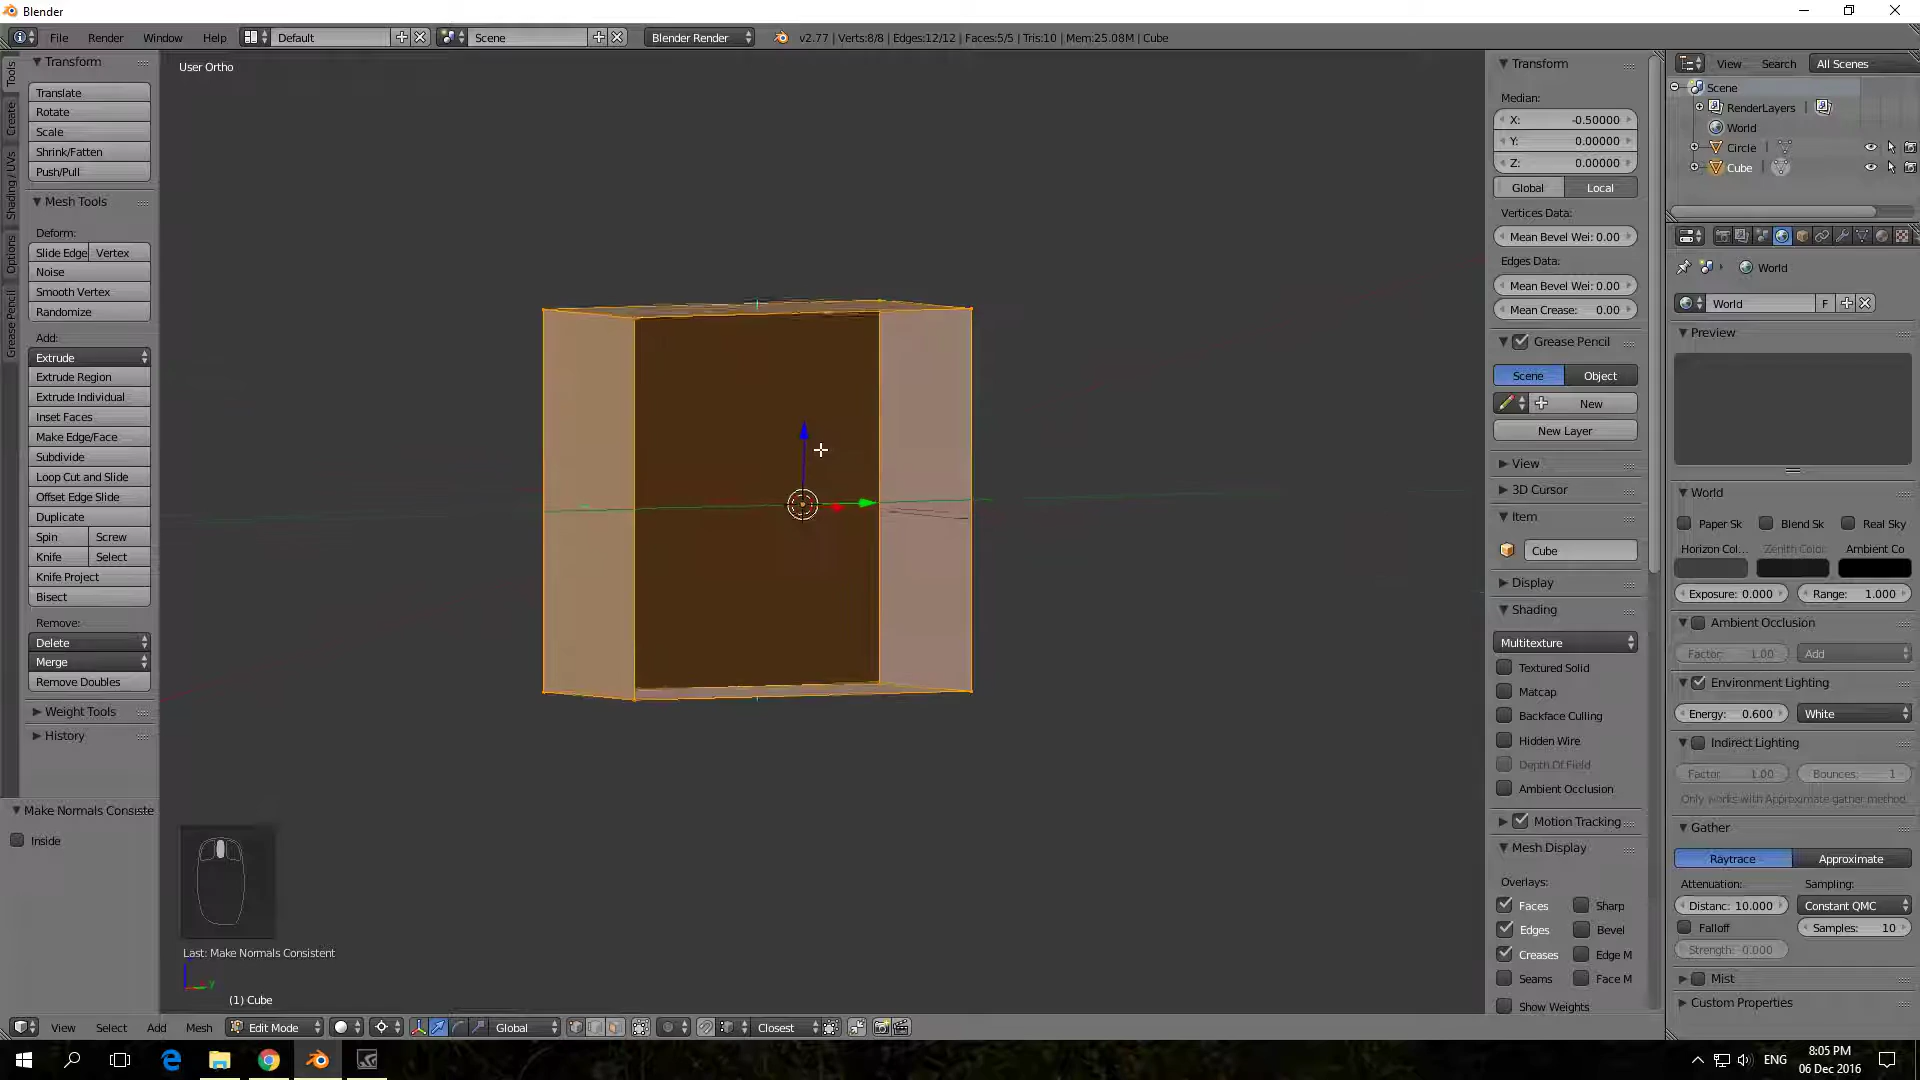 Blender
File Render Window Help Default Scene Blender Render v2.77 | Verts:8/8 | Edges:12/12 | Faces:5/5 | Tris:10 | Mem:25.08M | Cube
Tools
Create
Shading / UVs
Options
Grease Pencil
Transform
Translate
Rotate
Scale
Shrink/Fatten
Push/Pull
Mesh Tools
Deform:
Slide Edge Vertex
Noise
Smooth Vertex
Randomize
Add:
Extrude
Extrude Region
Extrude Individual
Inset Faces
Make Edge/Face
Subdivide
Loop Cut and Slide
Offset Edge Slide
Duplicate
Spin Screw
Knife Select
Knife Project
Bisect
Remove:
Delete
Merge
Remove Doubles
Weight Tools
History
Make Normals Consiste
Inside
User Ortho
Last: Make Normals Consistent
y
(1) Cube
View Select Add Mesh Edit Mode Global Closest
Transform
Median:
X: -0.50000
Y: 0.00000
Z: 0.00000
Global Local
Vertices Data:
Mean Bevel Wei: 0.00
Edges Data:
Mean Bevel Wei: 0.00
Mean Crease: 0.00
Grease Pencil
Scene Object
New
New Layer
View
3D Cursor
Item
Cube
Display
Shading
Multitexture
Textured Solid
Matcap
Backface Culling
Hidden Wire
Depth Of Field
Ambient Occlusion
Motion Tracking
Mesh Display
Overlays:
Faces Sharp
Edges Bevel
Creases Edge M
Seams Face M
Show Weights
View Search All Scenes
Scene
RenderLayers
World
Circle
Cube
World
World F
Preview
World
Paper Sk Blend Sk Real Sky
Horizon Col... Zenith Color Ambient Co
Exposure: 0.000 Range: 1.000
Ambient Occlusion
Factor: 1.00 Add
Environment Lighting
Energy: 0.600 White
Indirect Lighting
Factor 1.00 Bounces: 1
Only works with Approximate gather method
Gather
Raytrace Approximate
Attenuation: Sampling:
Distanc: 10.000 Constant QMC
Falloff Samples: 10
Strength: 0.000
Mist
Custom Properties
ENG
8:05 PM
06 Dec 2016